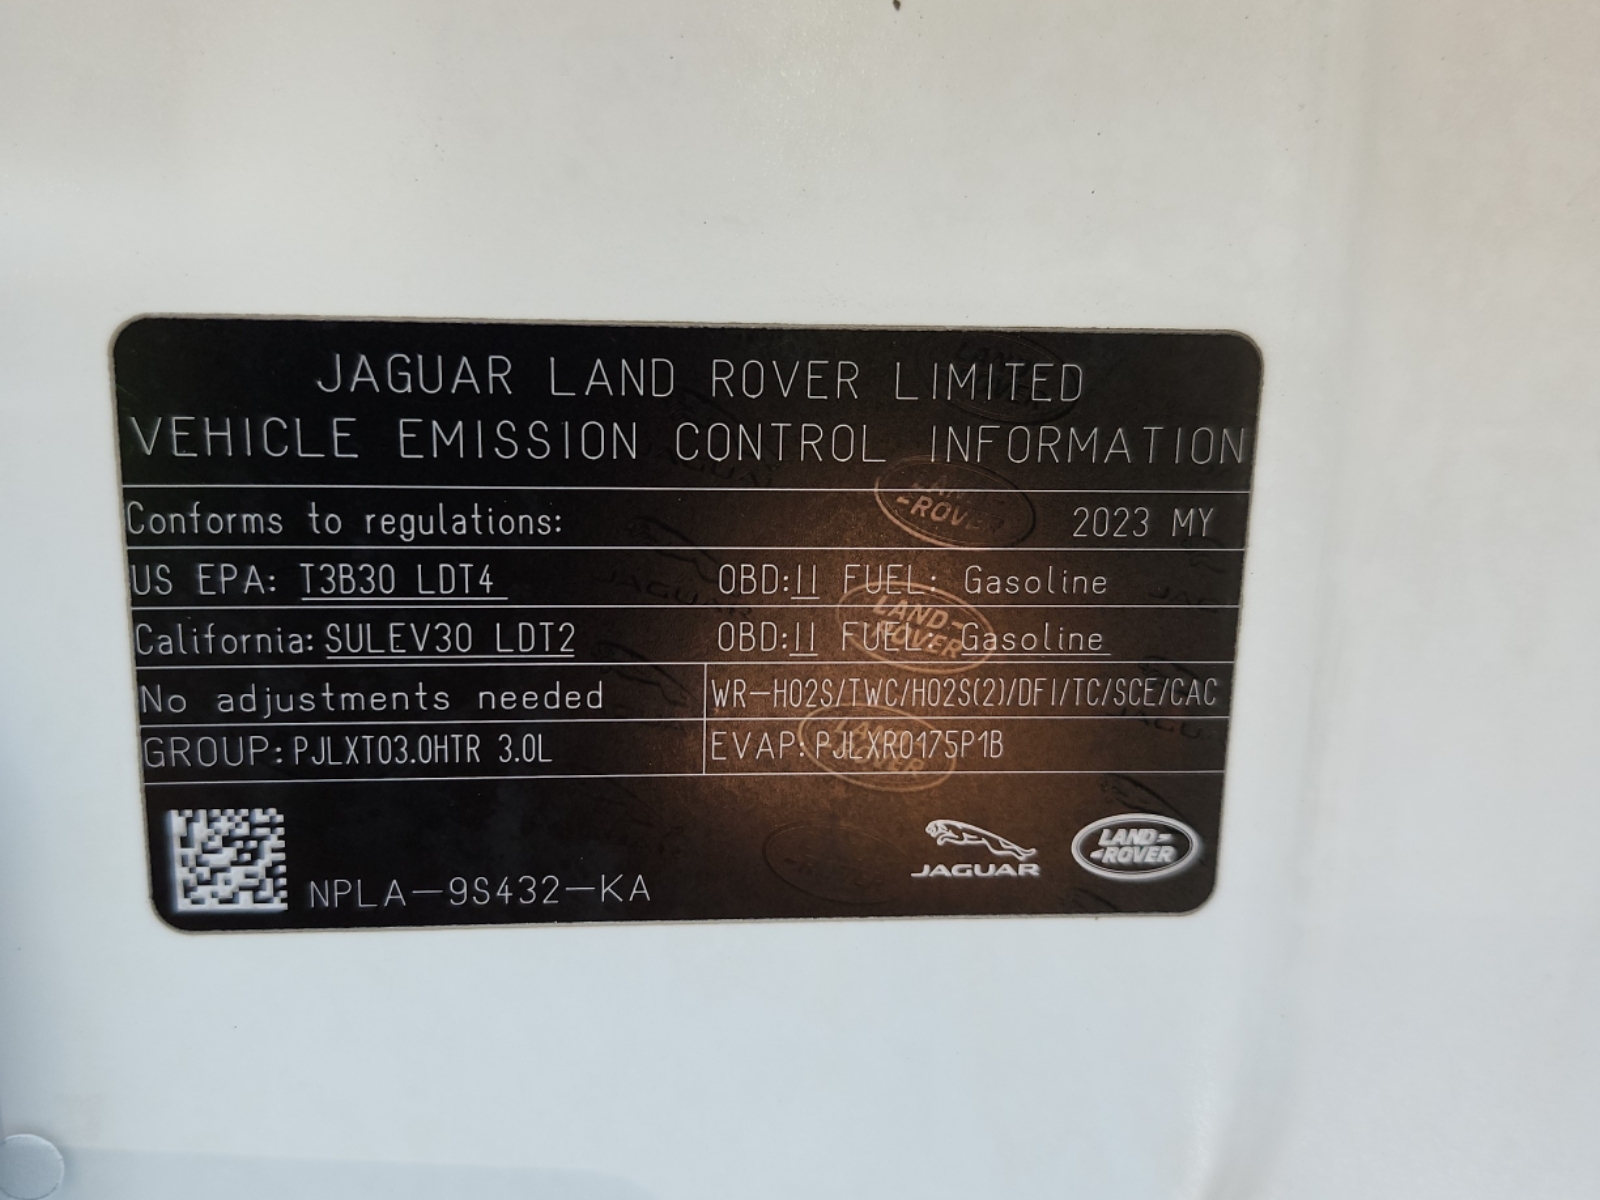 JAGUAR LAND ROVER LIMITED
VEHICLE EMISSION CONTROL INFORMATION
Conforms to regulations: 2023 MY
US EPA: T3B30 LDT4 OBD:II FUEL: Gasoline
California: SULEV30 LDT2 OBD:II FUEL: Gasoline
No adjustments needed WR-HO2S/TWC/HO2S(2)/DFI/TC/SCE/CAC
GROUP: PJLXT03.0HTR 3.0L EVAP: PJLXR0175P1B
NPLA-9S432-KA
JAGUAR
LAND-
-ROVER